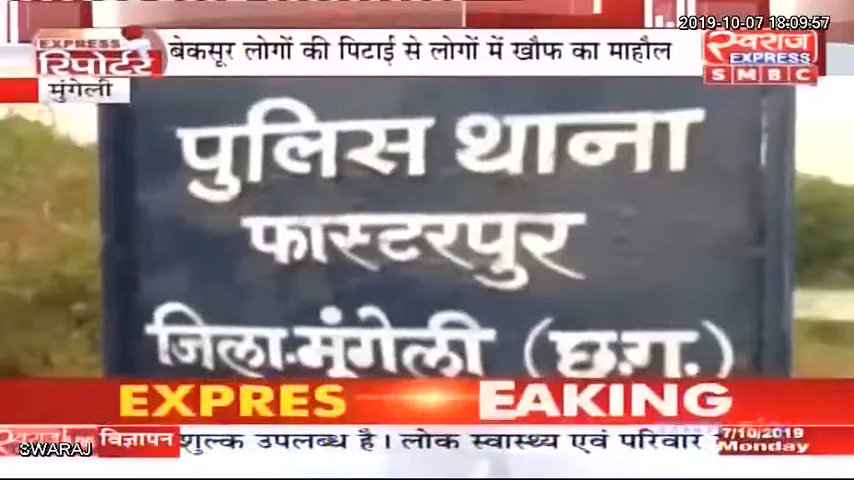 2019-10-07 18:09:57
EXPRESS
रिपोर्टर
बेकसूर लोगों की पिटाई से लोगों में खौफ का माहौल
स्वराज
EXPRESS
SMBC
मुंगेली
पुलिस थाना
फास्टरपुर
जिला-मुंगेली (छ.ग.)
EXPRES EAKING
SWARAJ
विज्ञापन
शुल्क उपलब्ध है। लोक स्वास्थ्य एवं परिवार
7/10/2019
Monday